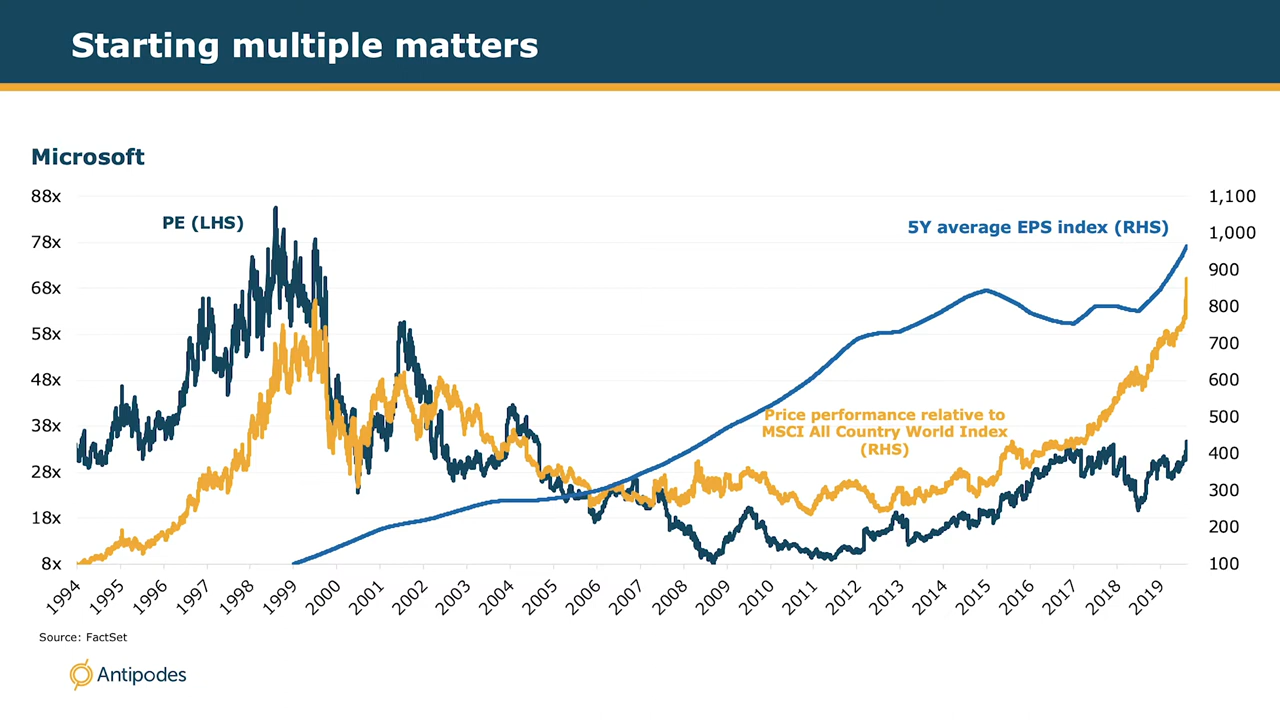 Starting multiple matters
Microsoft
88x
78x
68x
58x
48x
38x
28x
18x
8x
PE (LHS)
5Y average EPS index (RHS)
Price performance relative to
MSCI All Country World Index
(RHS)
1,100
1,000
900
800
700
600
500
400
300
200
100
1994
1995
1996
1997
1998
1999
2000
2001
2002
2003
2004
2005
2006
2007
2008
2009
2010
2011
2012
2013
2014
2015
2016
2017
2018
2019
Source: FactSet
Antipodes